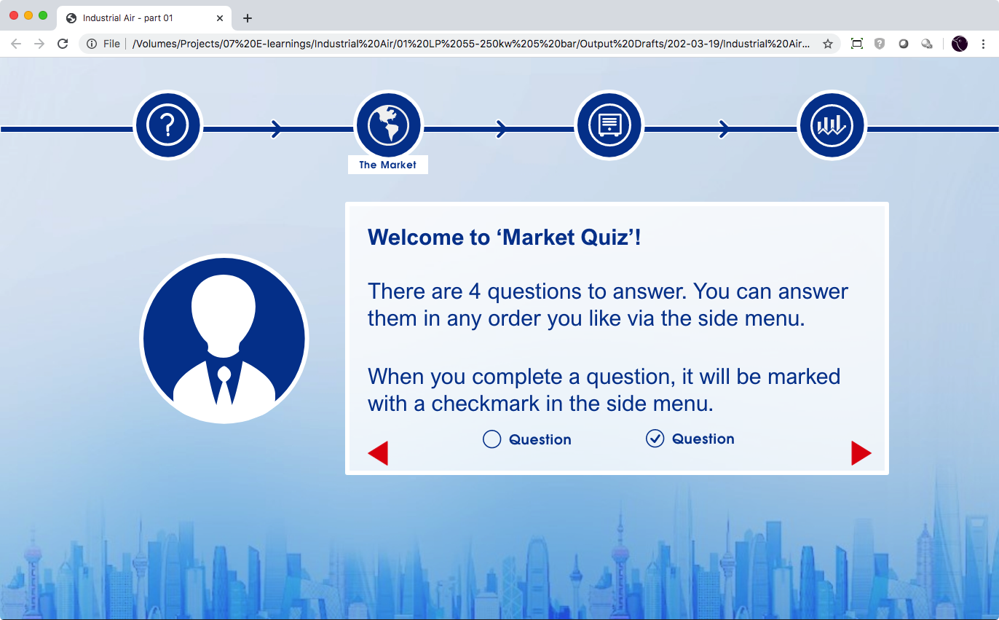 Industrial Air - part 01
File
/Volumes/Projects/07%20E-learnings/Industrial%20Air/01%20LP%2055-250kw%205%20bar/Output%20Drafts/202-03-19/Industrial%20Air...
?
The Market
Welcome to ‘Market Quiz’!
There are 4 questions to answer. You can answer
them in any order you like via the side menu.
When you complete a question, it will be marked
with a checkmark in the side menu.
Question
Question